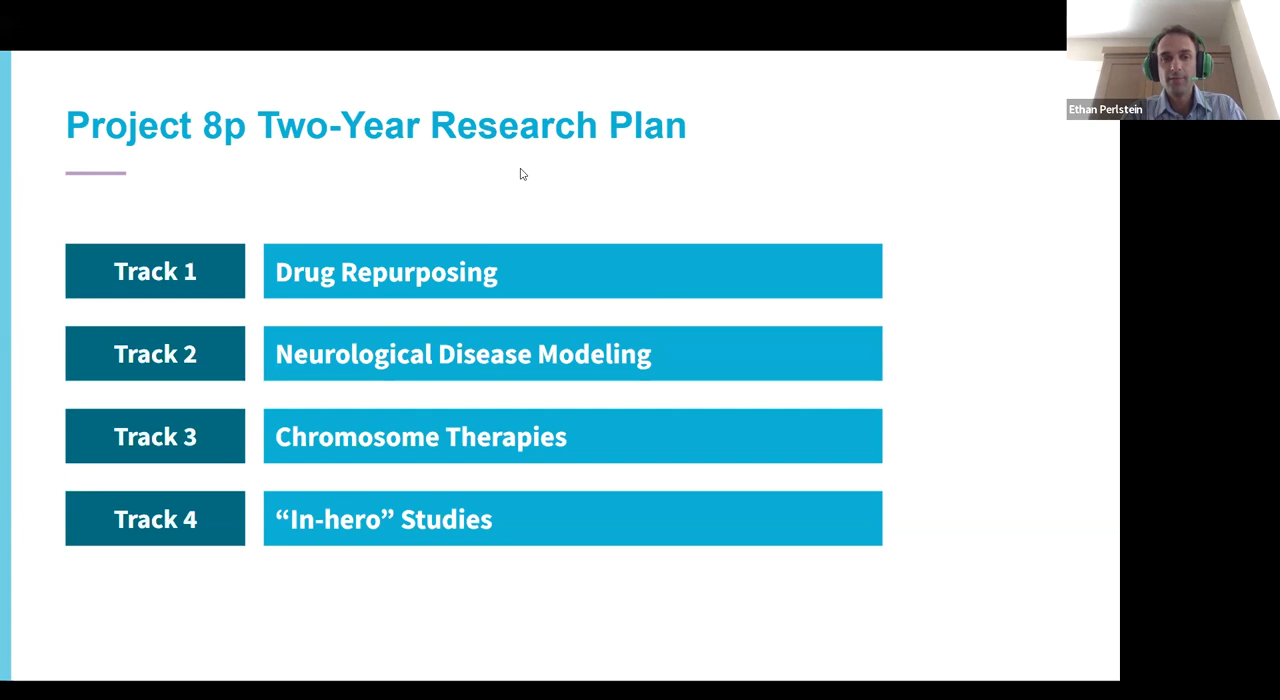 Project 8p Two-Year Research Plan
Ethan Perlstein
Track 1
Drug Repurposing
Track 2
Neurological Disease Modeling
Track 3
Chromosome Therapies
Track 4
“In-hero” Studies